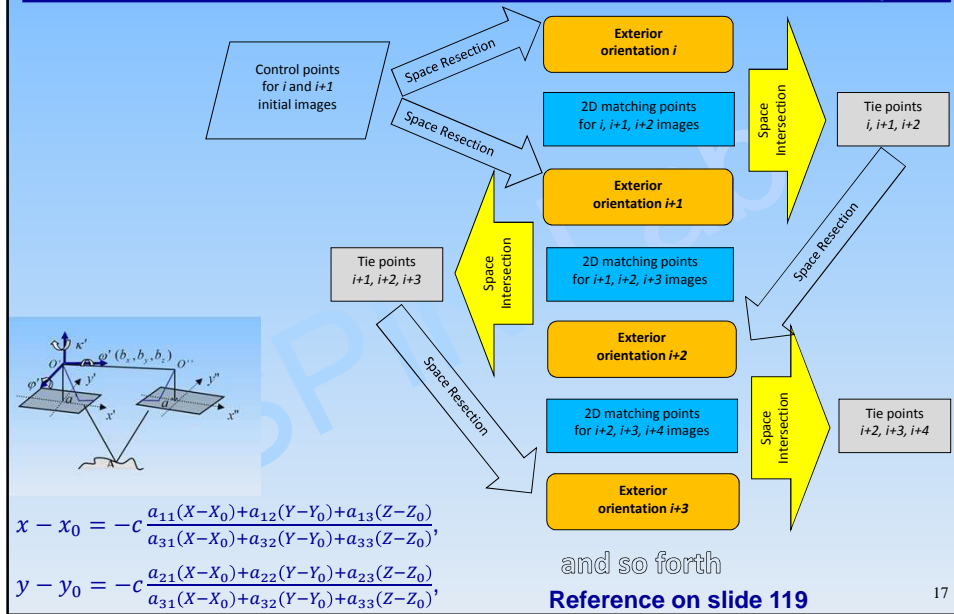 Control points
for i and i+1
initial images
Space Resection
Space Resection
Exterior
orientation i
2D matching points
for i, i+1, i+2 images
Space
Intersection
Tie points
i, i+1, i+2
Exterior
orientation i+1
Space Resection
Tie points
i+1, i+2, i+3
Space
Intersection
2D matching points
for i+1, i+2, i+3 images
Exterior
orientation i+2
Space Resection
2D matching points
for i+2, i+3, i+4 images
Space
Intersection
Tie points
i+2, i+3, i+4
Exterior
orientation i+3
κ'
O' φ' (b_x, b_y, b_z) O''
y' y''
a' x' x''
A
x − x₀ = −c (a₁₁(X−X₀)+a₁₂(Y−Y₀)+a₁₃(Z−Z₀))/(a₃₁(X−X₀)+a₃₂(Y−Y₀)+a₃₃(Z−Z₀)),
y − y₀ = −c (a₂₁(X−X₀)+a₂₂(Y−Y₀)+a₂₃(Z−Z₀))/(a₃₁(X−X₀)+a₃₂(Y−Y₀)+a₃₃(Z−Z₀)),
and so forth
Reference on slide 119
17